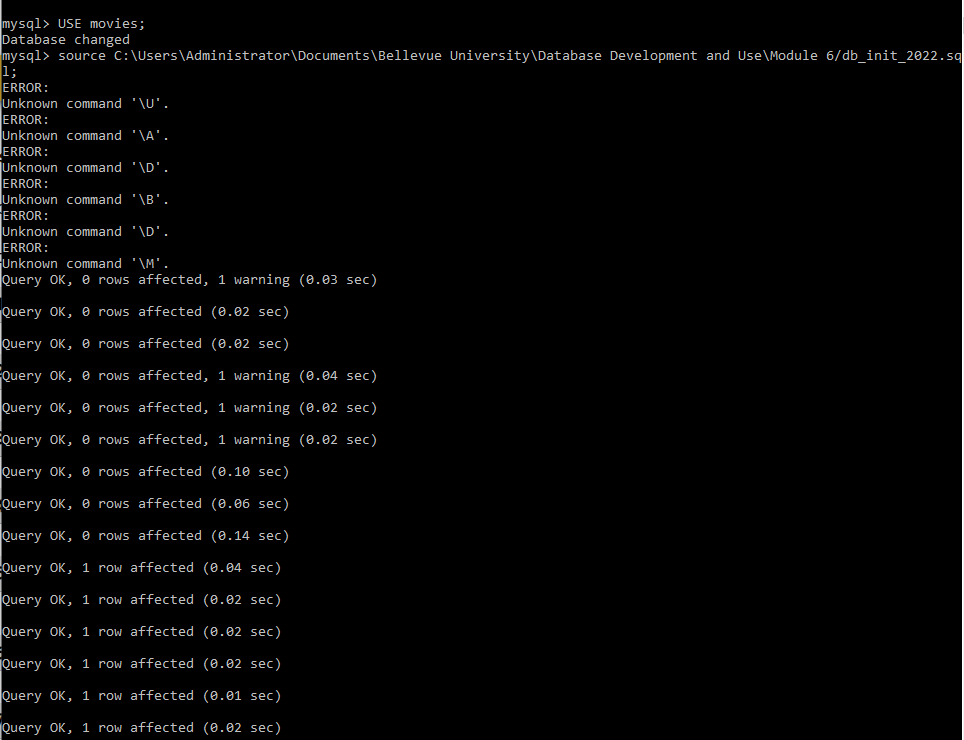 mysql> USE movies;
Database changed
mysql> source C:\Users\Administrator\Documents\Bellevue University\Database Development and Use\Module 6/db_init_2022.sq
l;
ERROR:
Unknown command '\U'.
ERROR:
Unknown command '\A'.
ERROR:
Unknown command '\D'.
ERROR:
Unknown command '\B'.
ERROR:
Unknown command '\D'.
ERROR:
Unknown command '\M'.
Query OK, 0 rows affected, 1 warning (0.03 sec)
Query OK, 0 rows affected (0.02 sec)
Query OK, 0 rows affected (0.02 sec)
Query OK, 0 rows affected, 1 warning (0.04 sec)
Query OK, 0 rows affected, 1 warning (0.02 sec)
Query OK, 0 rows affected, 1 warning (0.02 sec)
Query OK, 0 rows affected (0.10 sec)
Query OK, 0 rows affected (0.06 sec)
Query OK, 0 rows affected (0.14 sec)
Query OK, 1 row affected (0.04 sec)
Query OK, 1 row affected (0.02 sec)
Query OK, 1 row affected (0.02 sec)
Query OK, 1 row affected (0.02 sec)
Query OK, 1 row affected (0.01 sec)
Query OK, 1 row affected (0.02 sec)